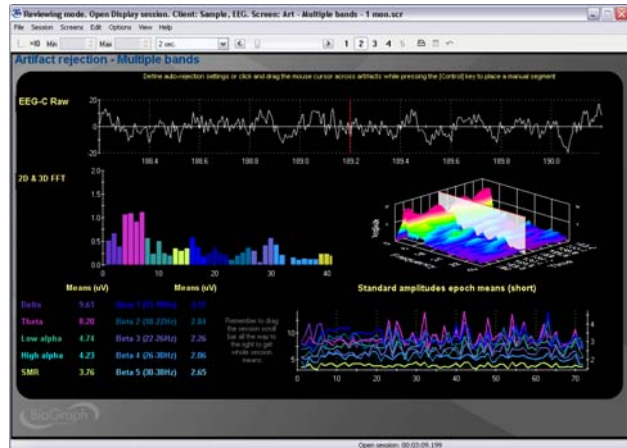 Reviewing mode. Open Display session. Client: Sample, EEG. Screen: Art - Multiple bands - 1 mon.scr
File Session Screens Edit Options View Help
×10 Min Max 2 sec. 1 2 3 4 5
Artifact rejection - Multiple bands
Define auto-rejection settings or click and drag the mouse cursor across artifacts while pressing the [Control] key to place a manual segment
EEG-C Raw
20
0
-20
188.4 188.6 188.8 189.0 189.2 189.4 189.6 189.8 190.0
2D & 3D FFT
2.0
1.5
1.0
0.5
0.0
0 10 20 30 40
Means (uV) Means (uV)
Standard amplitudes epoch means (short)
Delta 9.61 Beta 1
Theta 8.20 Beta 2 (18-22Hz) 2.84
Low alpha 4.74 Beta 3 (22-26Hz) 2.26
High alpha 4.23 Beta 4 (26-30Hz) 2.06
SMR 3.76 Beta 5 (30-38Hz) 2.65
Remember to drag
the session scroll
bar all the way to
the right to get
whole session
means.
10
5
4
3
2
0 10 20 30 40 50 60 70
BioGraph
Open session: 00:03:09.199